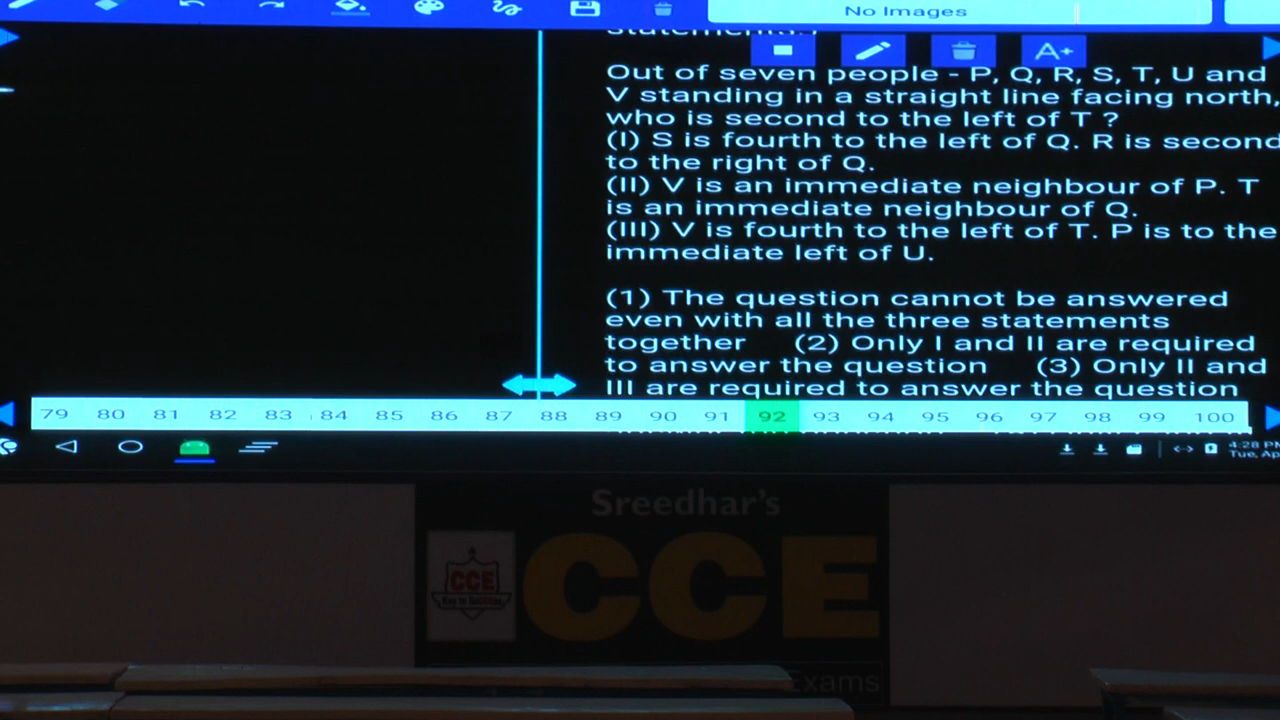 No Images
A+
Out of seven people - P, Q, R, S, T, U and
V standing in a straight line facing north,
who is second to the left of T ?
(I) S is fourth to the left of Q. R is second
to the right of Q.
(II) V is an immediate neighbour of P. T
is an immediate neighbour of Q.
(III) V is fourth to the left of T. P is to the
immediate left of U.
(1) The question cannot be answered
even with all the three statements
together (2) Only I and II are required
to answer the question (3) Only II and
III are required to answer the question
79 80 81 82 83 84 85 86 87 88 89 90 91 92 93 94 95 96 97 98 99 100
4:28 PM
Tue, Ap
Sreedhar's
CCE
CCE
Exams